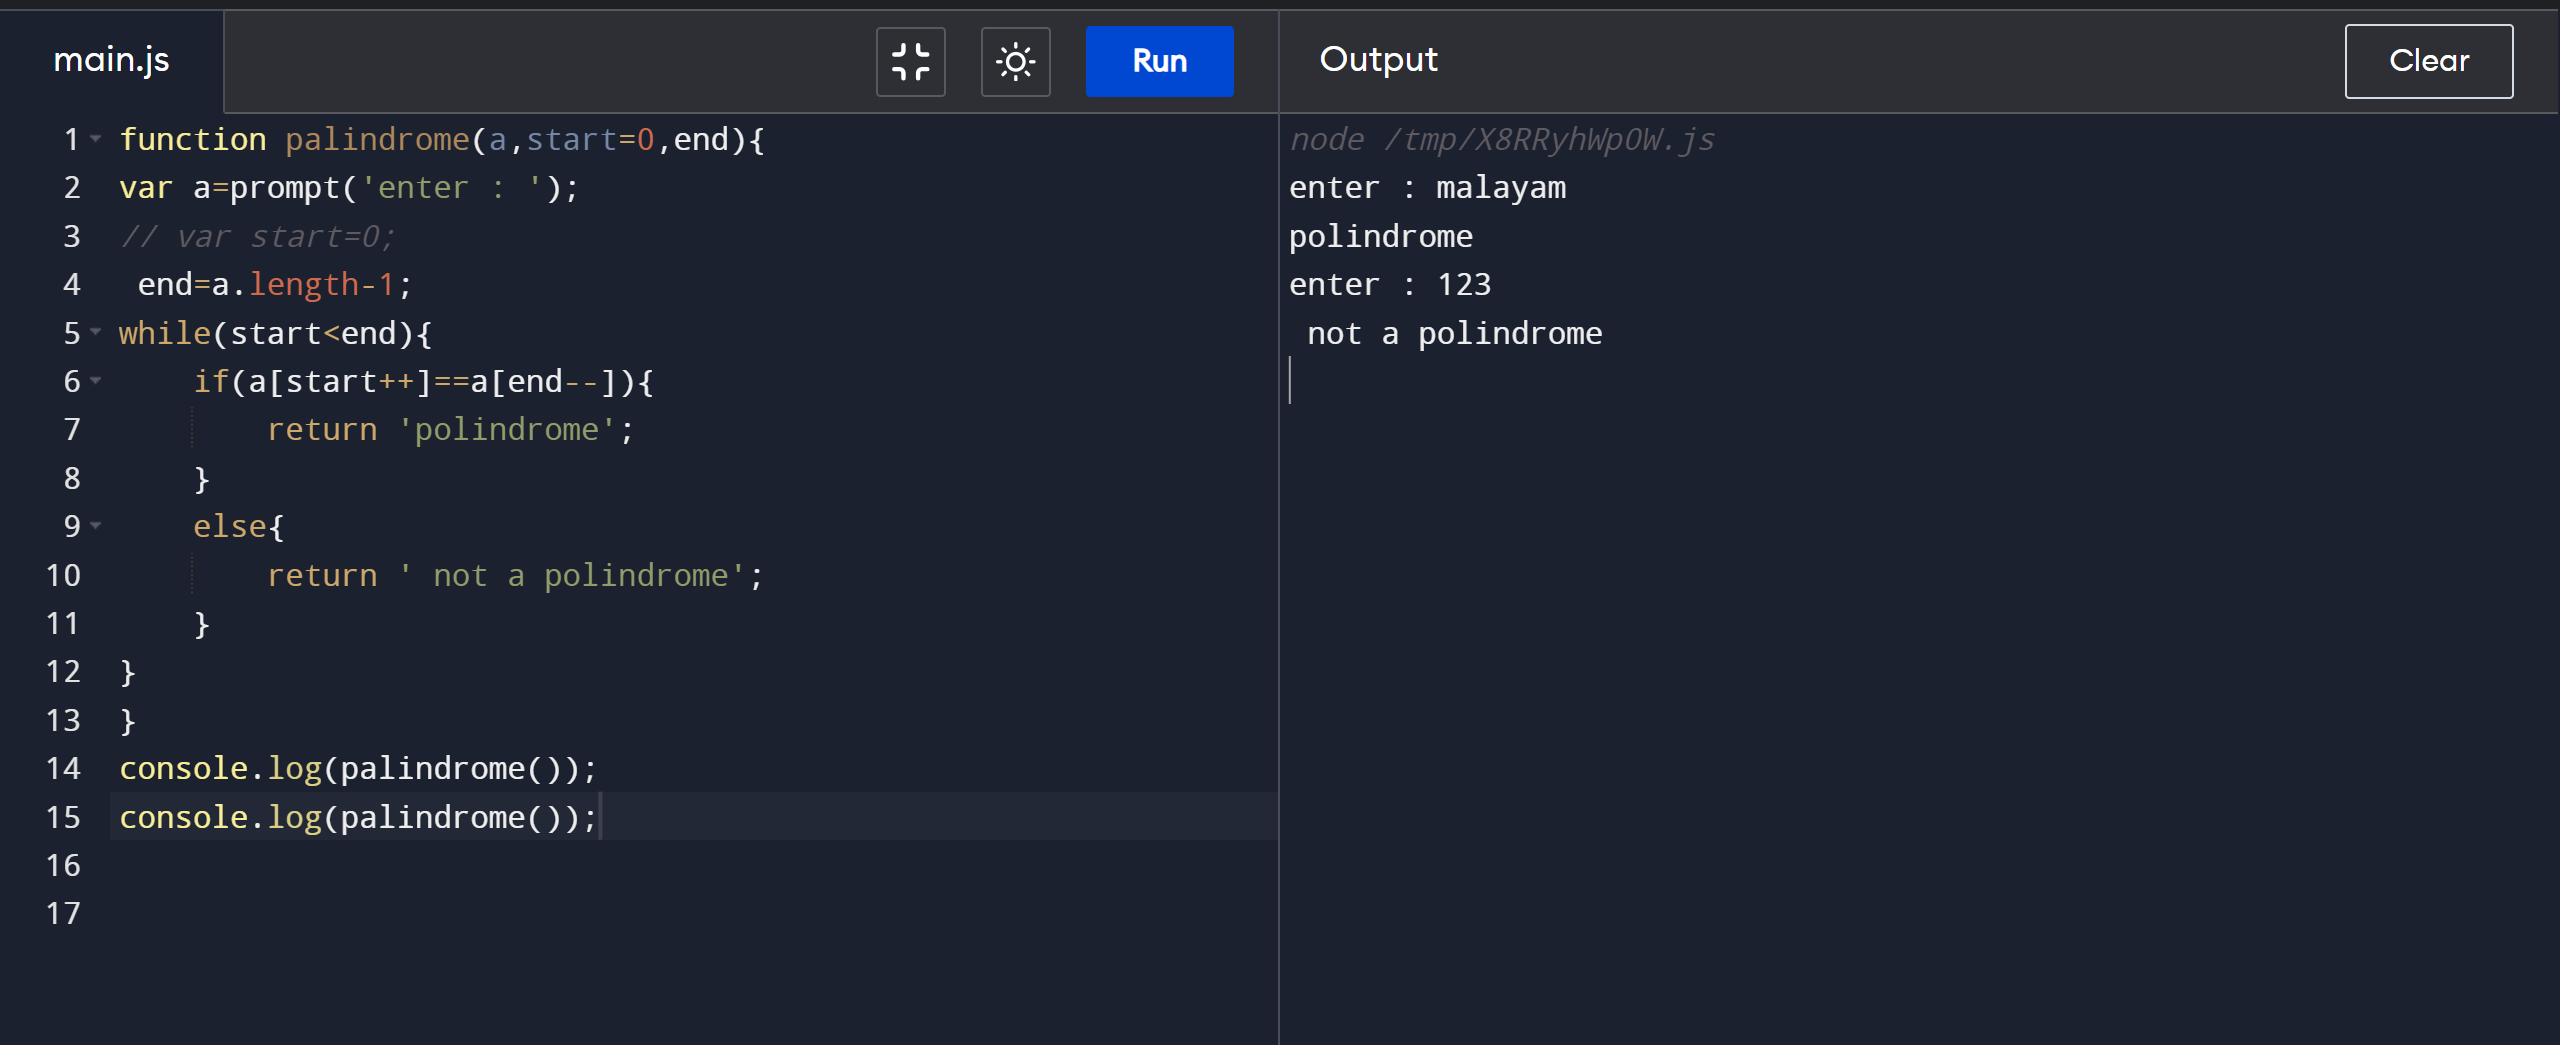 main.js
Run
Output
Clear
1 function palindrome(a,start=0,end){
2 var a=prompt('enter : ');
3 // var start=0;
4  end=a.length-1;
5 while(start<end){
6     if(a[start++]==a[end--]){
7         return 'polindrome';
8     }
9     else{
10         return ' not a polindrome';
11     }
12 }
13 }
14 console.log(palindrome());
15 console.log(palindrome());
16
17
node /tmp/X8RRyhWpOW.js
enter : malayam
polindrome
enter : 123
 not a polindrome